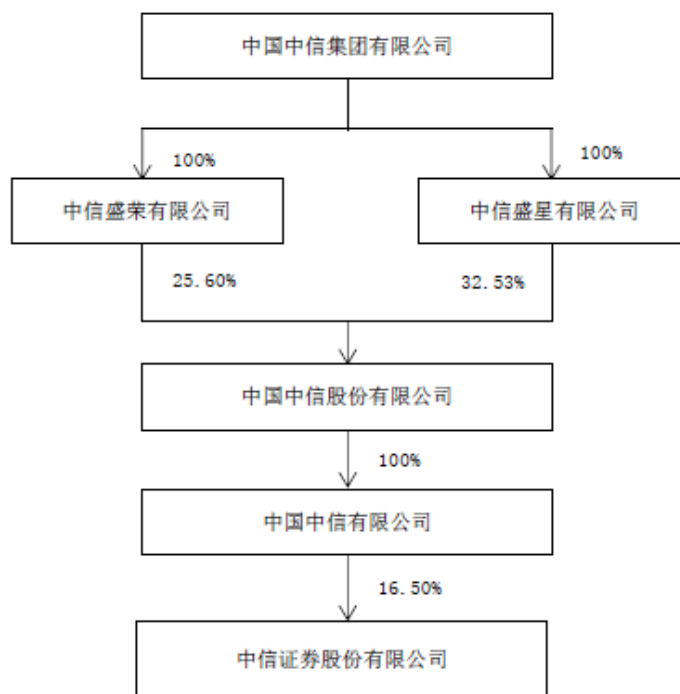 中国中信集团有限公司
100%
100%
中信盛荣有限公司
中信盛星有限公司
25.60%
32.53%
中国中信股份有限公司
100%
中国中信有限公司
16.50%
中信证券股份有限公司